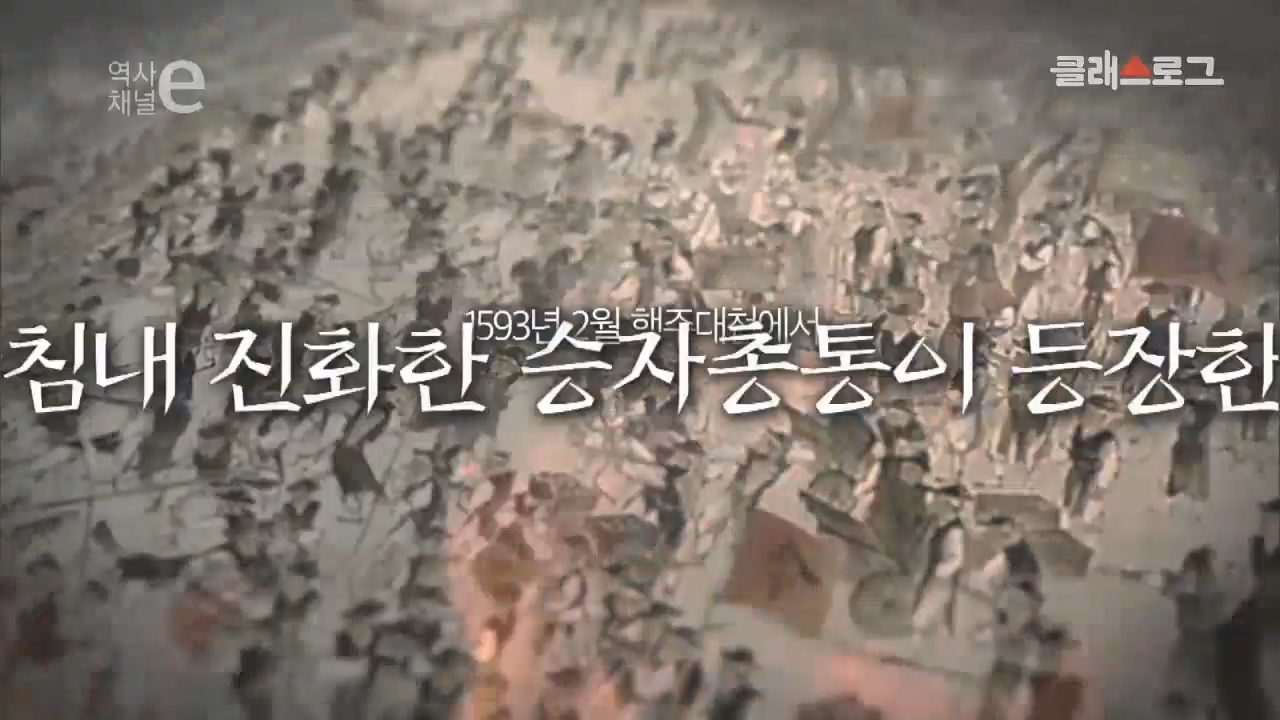 역사
채널
e
클래스로그
1593년 2월 행주대첩에서
침내 진화한 승자총통이 등장한